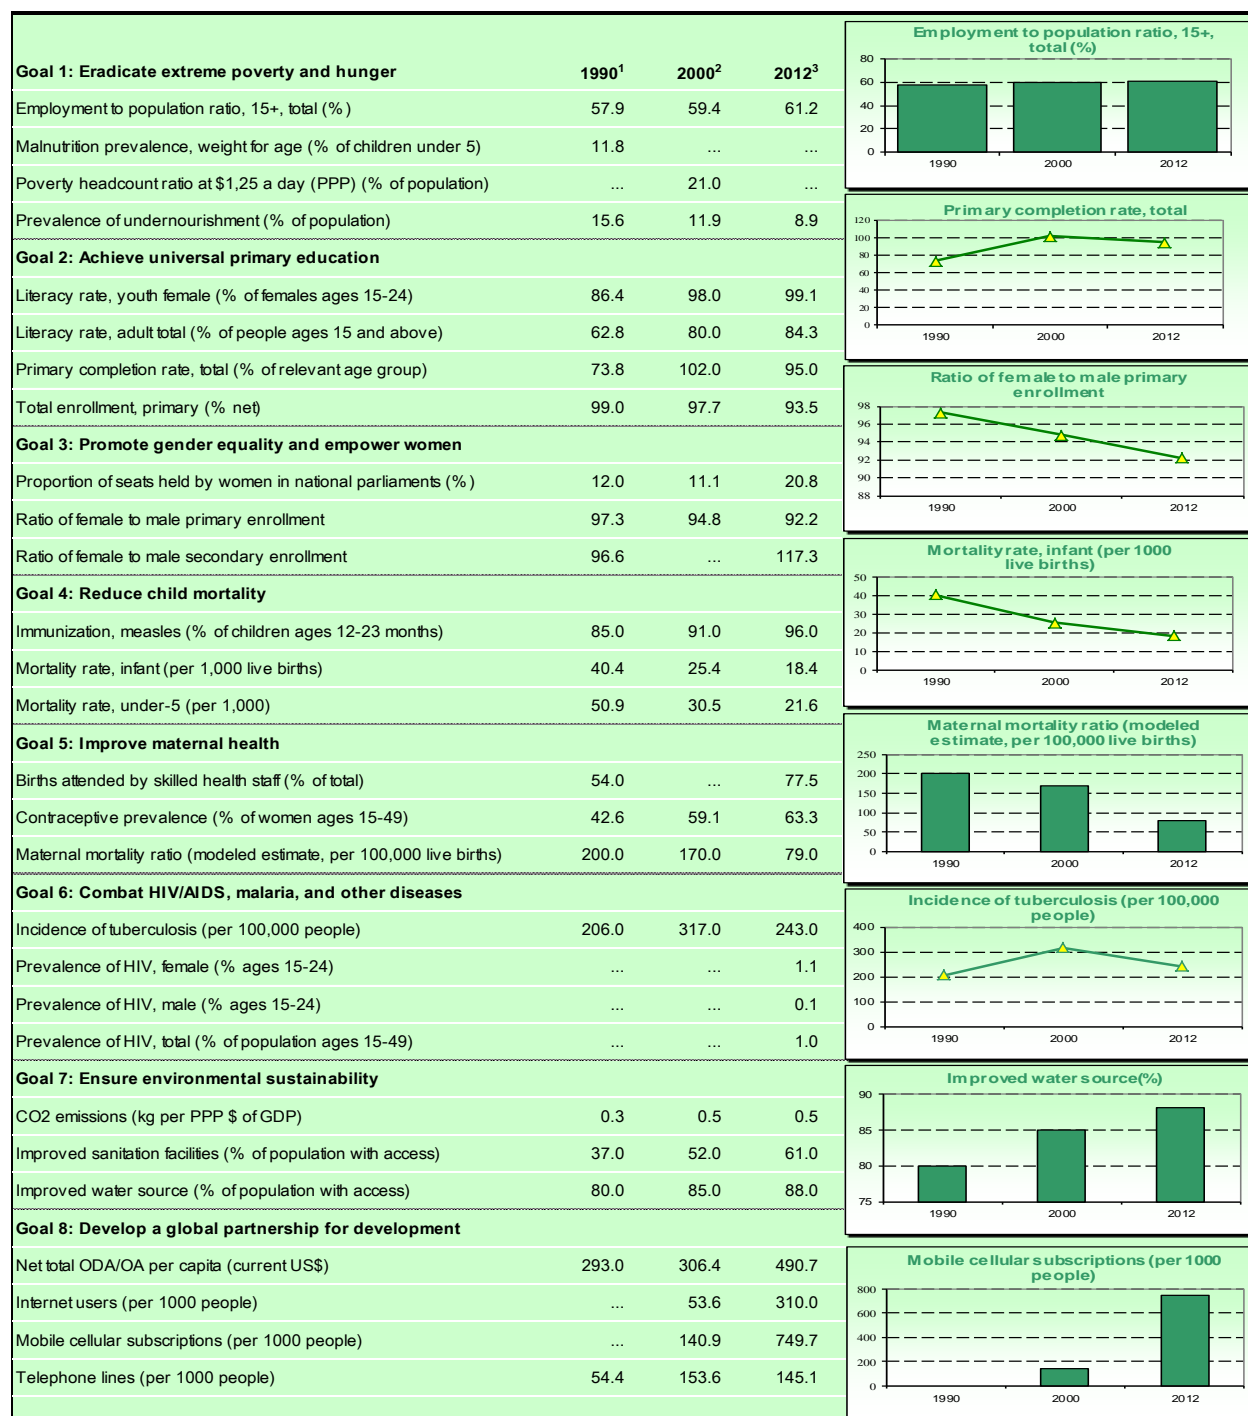 Goal 1: Eradicate extreme poverty and hunger 1990¹ 2000² 2012³
Employment to population ratio, 15+, total (%) 57.9 59.4 61.2
Malnutrition prevalence, weight for age (% of children under 5) 11.8 ... ...
Poverty headcount ratio at $1,25 a day (PPP) (% of population) ... 21.0 ...
Prevalence of undernourishment (% of population) 15.6 11.9 8.9
Goal 2: Achieve universal primary education
Literacy rate, youth female (% of females ages 15-24) 86.4 98.0 99.1
Literacy rate, adult total (% of people ages 15 and above) 62.8 80.0 84.3
Primary completion rate, total (% of relevant age group) 73.8 102.0 95.0
Total enrollment, primary (% net) 99.0 97.7 93.5
Goal 3: Promote gender equality and empower women
Proportion of seats held by women in national parliaments (%) 12.0 11.1 20.8
Ratio of female to male primary enrollment 97.3 94.8 92.2
Ratio of female to male secondary enrollment 96.6 ... 117.3
Goal 4: Reduce child mortality
Immunization, measles (% of children ages 12-23 months) 85.0 91.0 96.0
Mortality rate, infant (per 1,000 live births) 40.4 25.4 18.4
Mortality rate, under-5 (per 1,000) 50.9 30.5 21.6
Goal 5: Improve maternal health
Births attended by skilled health staff (% of total) 54.0 ... 77.5
Contraceptive prevalence (% of women ages 15-49) 42.6 59.1 63.3
Maternal mortality ratio (modeled estimate, per 100,000 live births) 200.0 170.0 79.0
Goal 6: Combat HIV/AIDS, malaria, and other diseases
Incidence of tuberculosis (per 100,000 people) 206.0 317.0 243.0
Prevalence of HIV, female (% ages 15-24) ... ... 1.1
Prevalence of HIV, male (% ages 15-24) ... ... 0.1
Prevalence of HIV, total (% of population ages 15-49) ... ... 1.0
Goal 7: Ensure environmental sustainability
CO2 emissions (kg per PPP $ of GDP) 0.3 0.5 0.5
Improved sanitation facilities (% of population with access) 37.0 52.0 61.0
Improved water source (% of population with access) 80.0 85.0 88.0
Goal 8: Develop a global partnership for development
Net total ODA/OA per capita (current US$) 293.0 306.4 490.7
Internet users (per 1000 people) ... 53.6 310.0
Mobile cellular subscriptions (per 1000 people) ... 140.9 749.7
Telephone lines (per 1000 people) 54.4 153.6 145.1
Employment to population ratio, 15+,
total (%)
80
60
40
20
0
1990 2000 2012
Primary completion rate, total
120
100
80
60
40
20
0
1990 2000 2012
Ratio of female to male primary
enrollment
98
96
94
92
90
88
1990 2000 2012
Mortality rate, infant (per 1000
live births)
50
40
30
20
10
0
1990 2000 2012
Maternal mortality ratio (modeled
estimate, per 100,000 live births)
250
200
150
100
50
0
1990 2000 2012
Incidence of tuberculosis (per 100,000
people)
400
300
200
100
0
1990 2000 2012
Improved water source(%)
90
85
80
75
1990 2000 2012
Mobile cellular subscriptions (per 1000
people)
800
600
400
200
0
1990 2000 2012